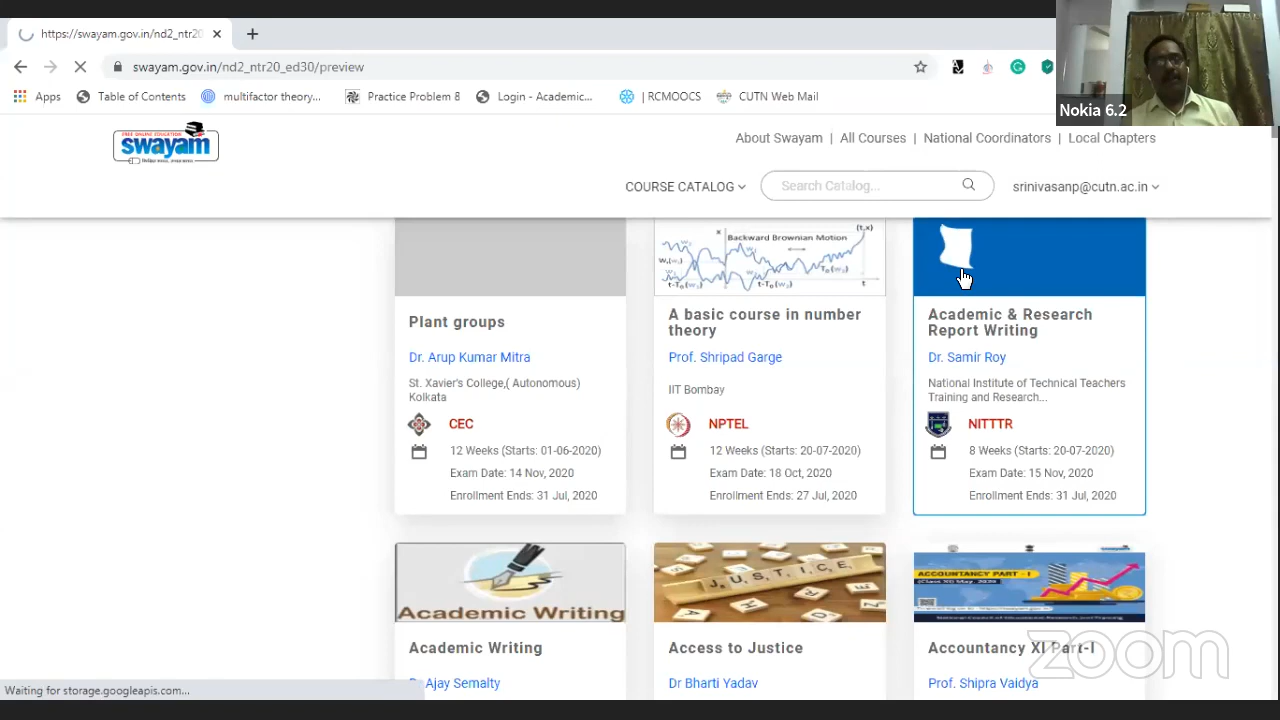 https://swayam.gov.in/nd2_ntr20
swayam.gov.in/nd2_ntr20_ed30/preview
Apps
Table of Contents
multifactor theory...
Practice Problem 8
Login - Academic...
| RCMOOCS
CUTN Web Mail
Nokia 6.2
FREE ONLINE EDUCATION
swayam
About Swayam | All Courses | National Coordinators | Local Chapters
COURSE CATALOG
Search Catalog...
srinivasanp@cutn.ac.in
Plant groups
Dr. Arup Kumar Mitra
St. Xavier's College,( Autonomous)
Kolkata
CEC
12 Weeks (Starts: 01-06-2020)
Exam Date: 14 Nov, 2020
Enrollment Ends: 31 Jul, 2020
Backward Brownian Motion
A basic course in number
theory
Prof. Shripad Garge
IIT Bombay
NPTEL
12 Weeks (Starts: 20-07-2020)
Exam Date: 18 Oct, 2020
Enrollment Ends: 27 Jul, 2020
Academic & Research
Report Writing
Dr. Samir Roy
National Institute of Technical Teachers
Training and Research...
NITTTR
8 Weeks (Starts: 20-07-2020)
Exam Date: 15 Nov, 2020
Enrollment Ends: 31 Jul, 2020
Academic Writing
Academic Writing
Ajay Semalty
JUSTICE
Access to Justice
Dr Bharti Yadav
ACCOUNTANCY PART - I
Accountancy XI Part-I
Prof. Shipra Vaidya
zoom
Waiting for storage.googleapis.com...